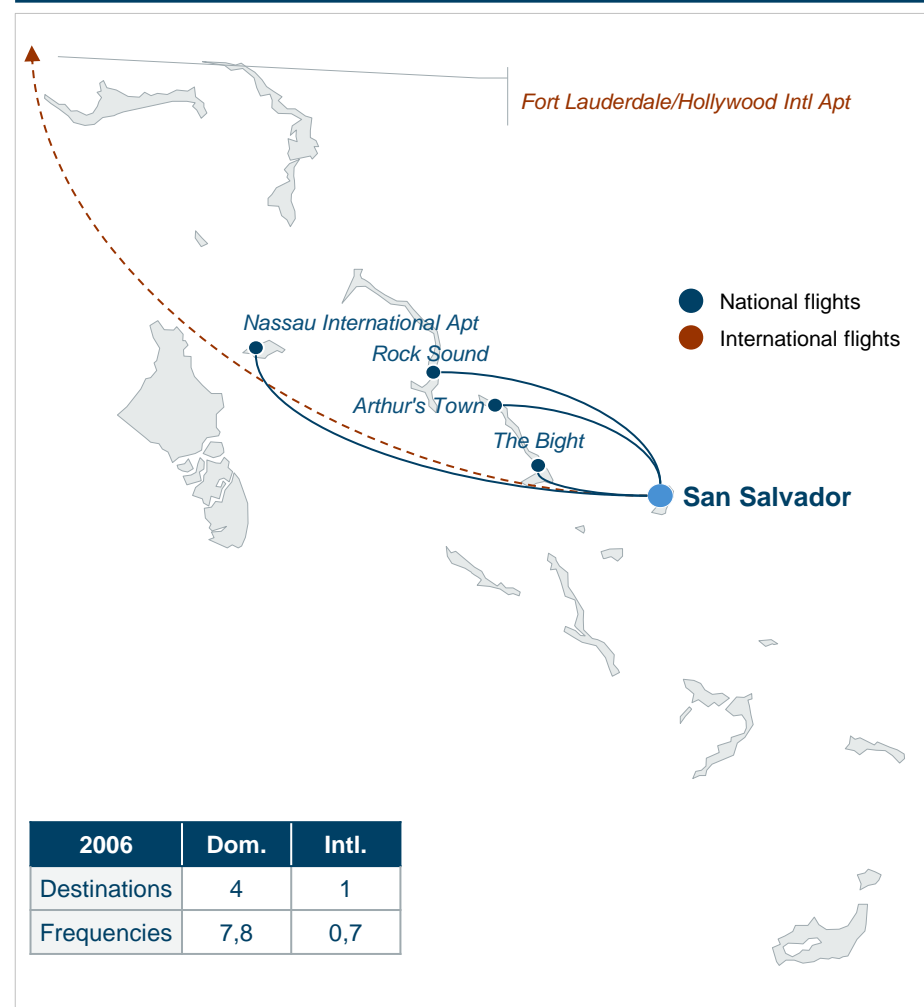 Fort Lauderdale/Hollywood Intl Apt
National flights
International flights
Nassau International Apt
Rock Sound
Arthur's Town
The Bight
San Salvador
2006 Dom. Intl.
Destinations 4 1
Frequencies 7,8 0,7